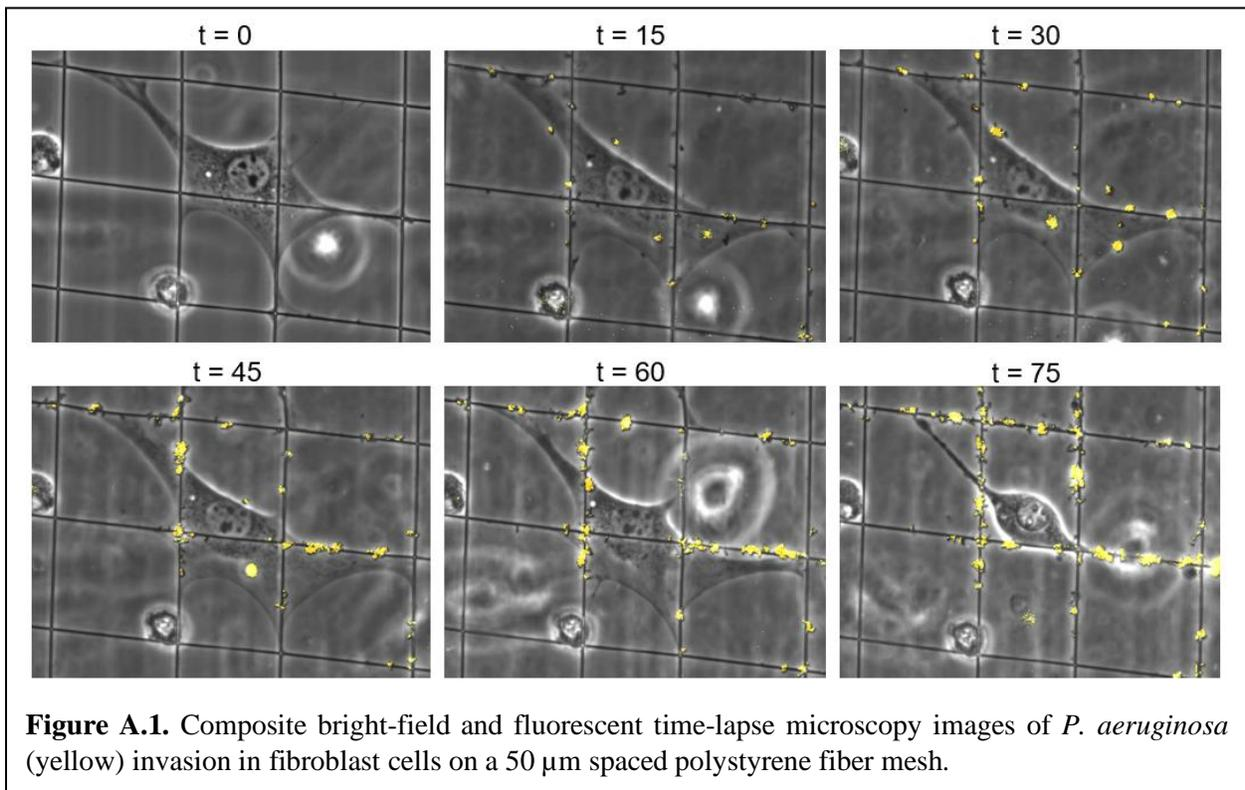 t = 0
t = 15
t = 30
t = 45
t = 60
t = 75
Figure A.1. Composite bright-field and fluorescent time-lapse microscopy images of P. aeruginosa
(yellow) invasion in fibroblast cells on a 50 µm spaced polystyrene fiber mesh.